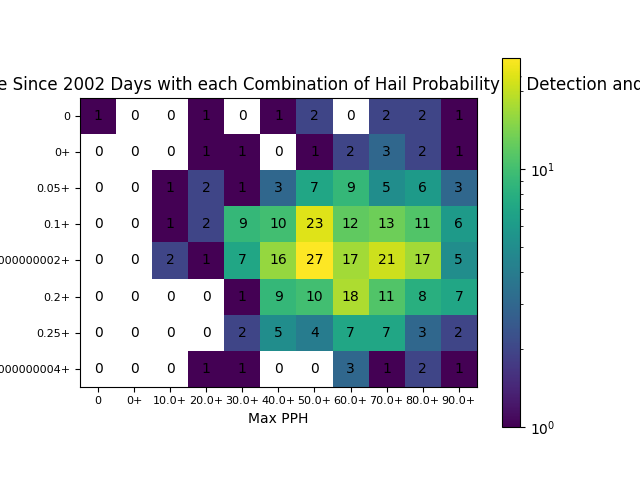 e Since 2002 Days with each Combination of Hail Probability Detection and
0 1 0 0 1 0 1 2 0 2 2 1
0+ 0 0 0 1 1 0 1 2 3 2 1
0.05+ 0 0 1 2 1 3 7 9 5 6 3
0.1+ 0 0 1 2 9 10 23 12 13 11 6
000000002+ 0 0 2 1 7 16 27 17 21 17 5
0.2+ 0 0 0 0 1 9 10 18 11 8 7
0.25+ 0 0 0 0 2 5 4 7 7 3 2
000000004+ 0 0 0 1 1 0 0 3 1 2 1
0 0+ 10.0+ 20.0+ 30.0+ 40.0+ 50.0+ 60.0+ 70.0+ 80.0+ 90.0+
Max PPH
10¹
10⁰